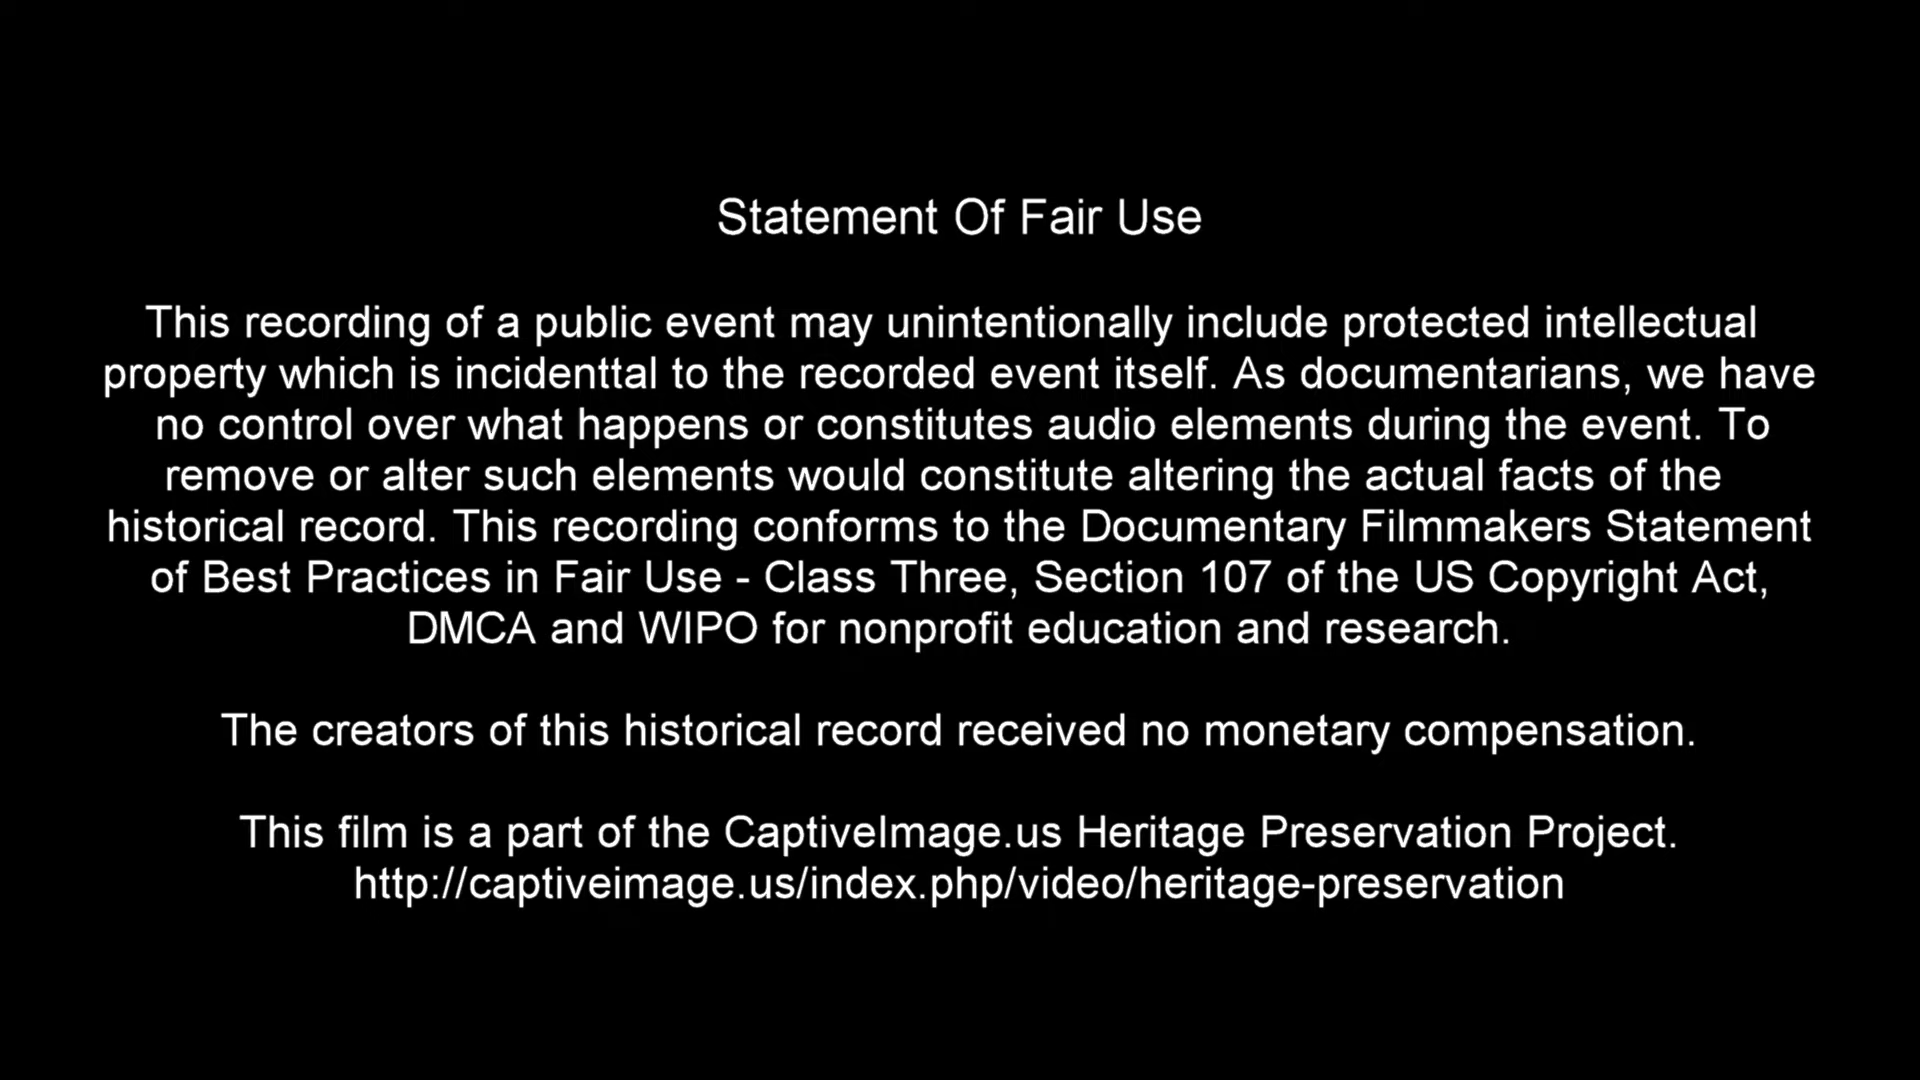 Statement Of Fair Use
This recording of a public event may unintentionally include protected intellectual
property which is incidenttal to the recorded event itself. As documentarians, we have
no control over what happens or constitutes audio elements during the event. To
remove or alter such elements would constitute altering the actual facts of the
historical record. This recording conforms to the Documentary Filmmakers Statement
of Best Practices in Fair Use - Class Three, Section 107 of the US Copyright Act,
DMCA and WIPO for nonprofit education and research.
The creators of this historical record received no monetary compensation.
This film is a part of the CaptiveImage.us Heritage Preservation Project.
http://captiveimage.us/index.php/video/heritage-preservation